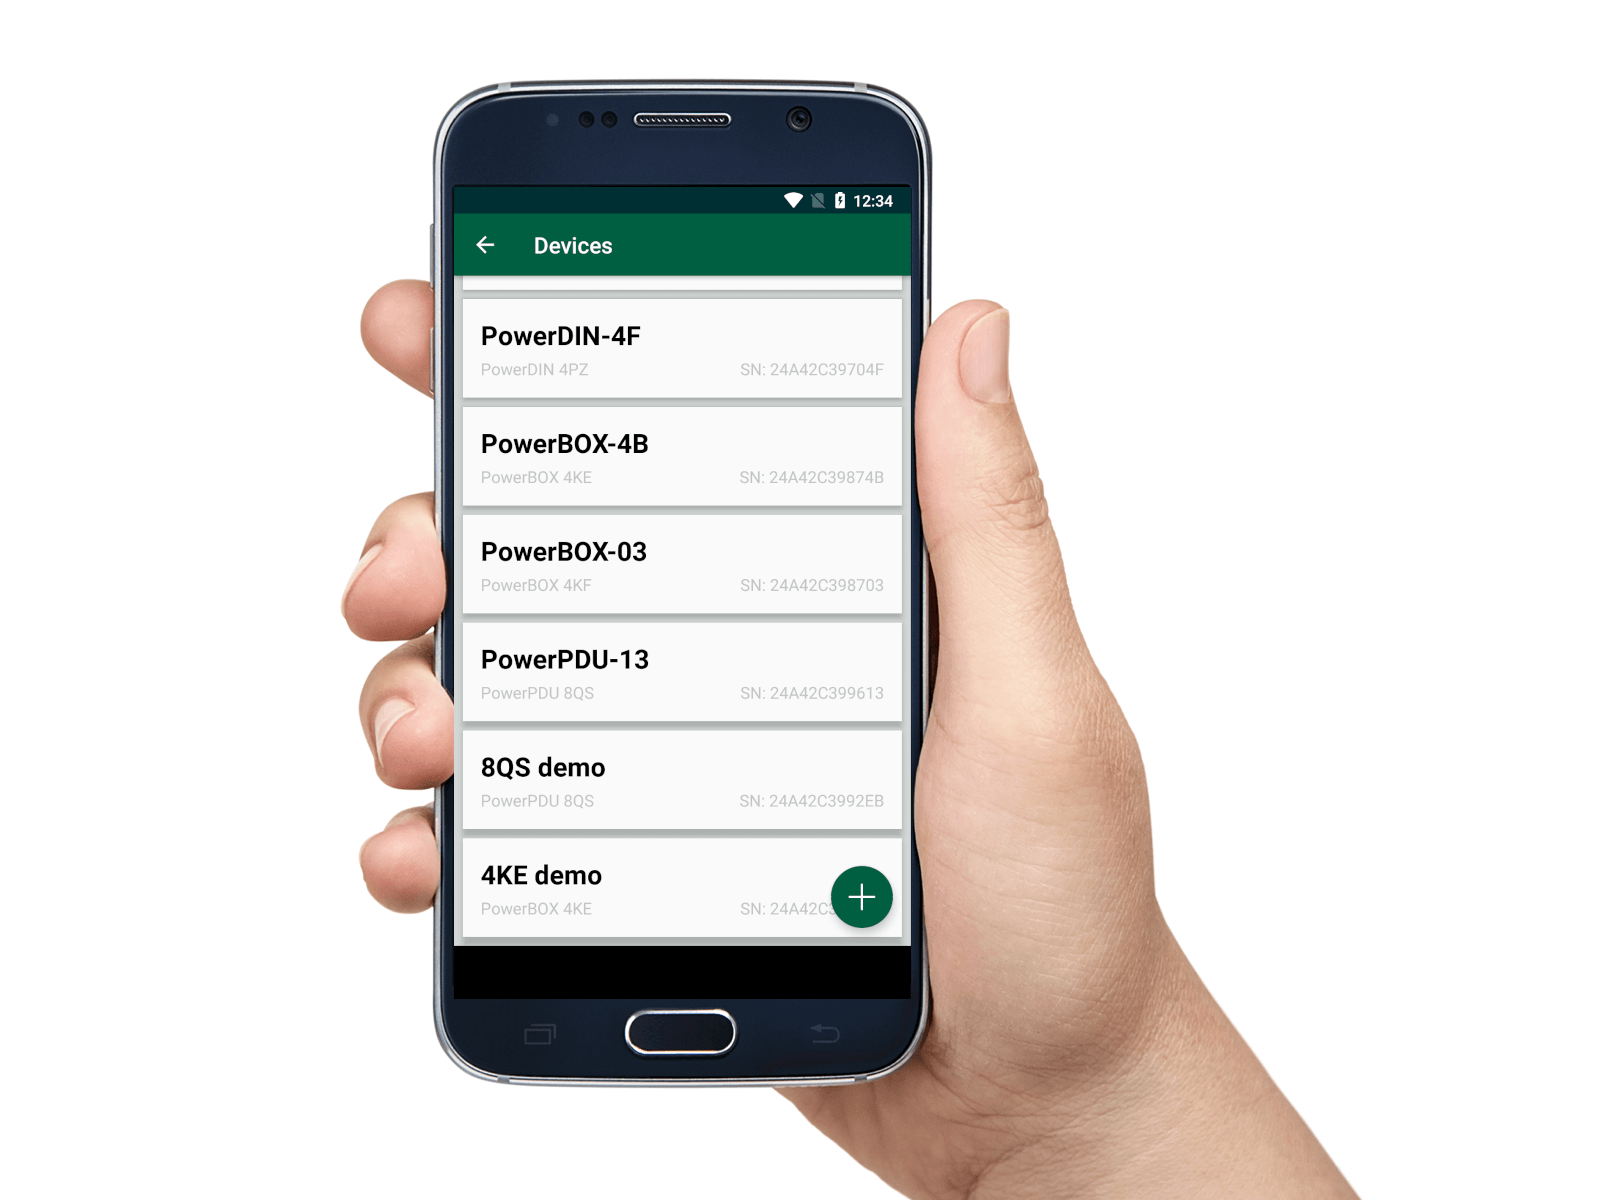 12:34
Devices
PowerDIN-4F
PowerDIN 4PZ SN: 24A42C39704F
PowerBOX-4B
PowerBOX 4KE SN: 24A42C39874B
PowerBOX-03
PowerBOX 4KF SN: 24A42C398703
PowerPDU-13
PowerPDU 8QS SN: 24A42C399613
8QS demo
PowerPDU 8QS SN: 24A42C3992EB
4KE demo
PowerBOX 4KE SN: